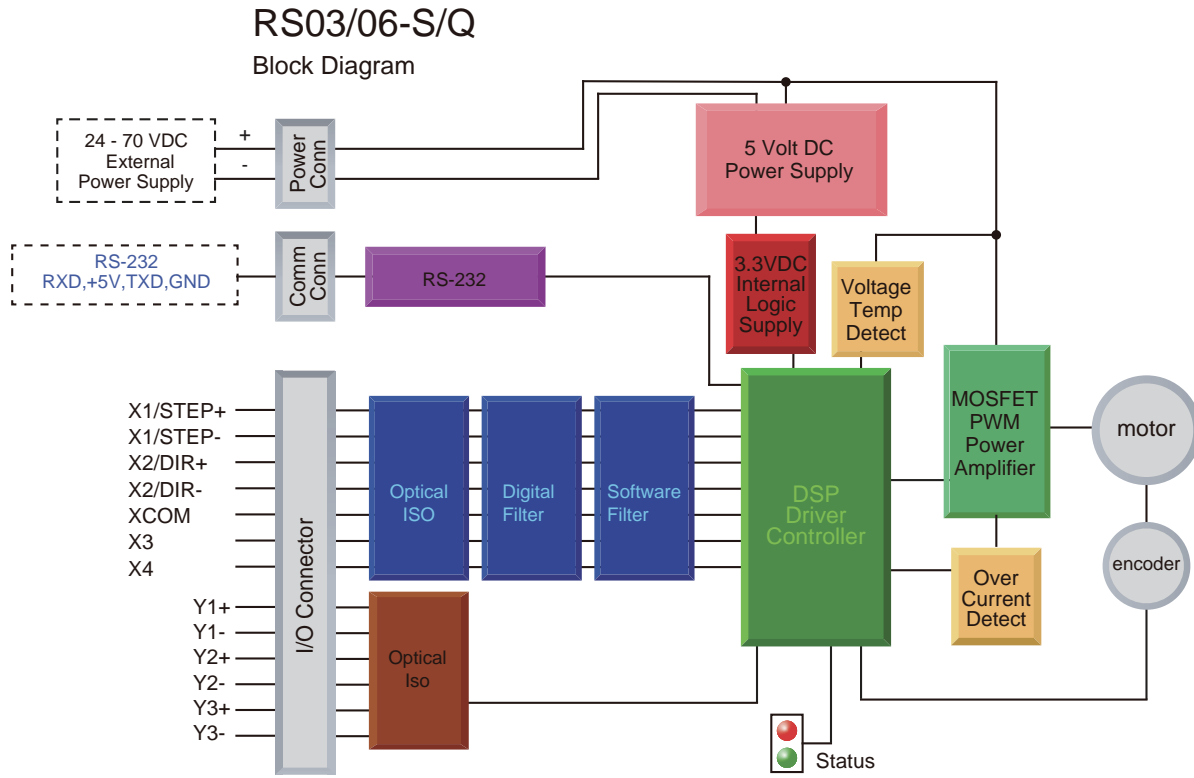 RS03/06-S/Q
Block Diagram
24 - 70 VDC
External
Power Supply
+
-
Power
Conn
5 Volt DC
Power Supply
RS-232
RXD,+5V,TXD,GND
Comm
Conn
RS-232
3.3VDC
Internal
Logic
Supply
Voltage
Temp
Detect
X1/STEP+
X1/STEP-
X2/DIR+
X2/DIR-
XCOM
X3
X4
Y1+
Y1-
Y2+
Y2-
Y3+
Y3-
I/O Connector
Optical
ISO
Digital
Filter
Software
Filter
Optical
Iso
DSP
Driver
Controller
MOSFET
PWM
Power
Amplifier
motor
encoder
Over
Current
Detect
Status